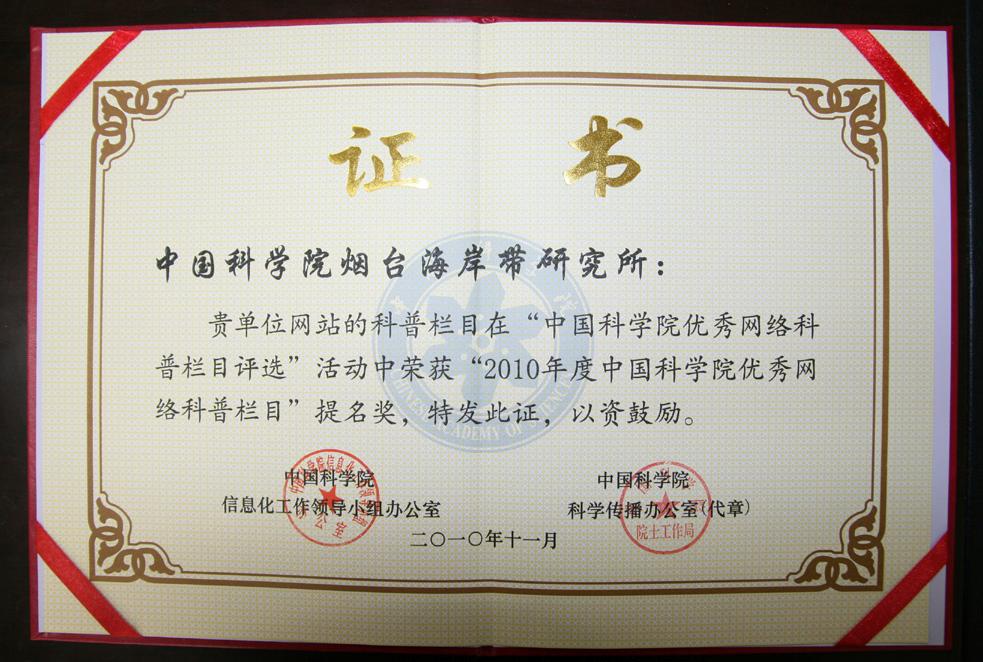 证书
中国科学院烟台海岸带研究所：
贵单位网站的科普栏目在“中国科学院优秀网络科
普栏目评选”活动中荣获“2010年度中国科学院优秀网
络科普栏目”提名奖，特发此证，以资鼓励。
中国科学院
信息化工作领导小组办公室
中国科学院
科学传播办公室(代章)
院士工作局
二〇一〇年十一月